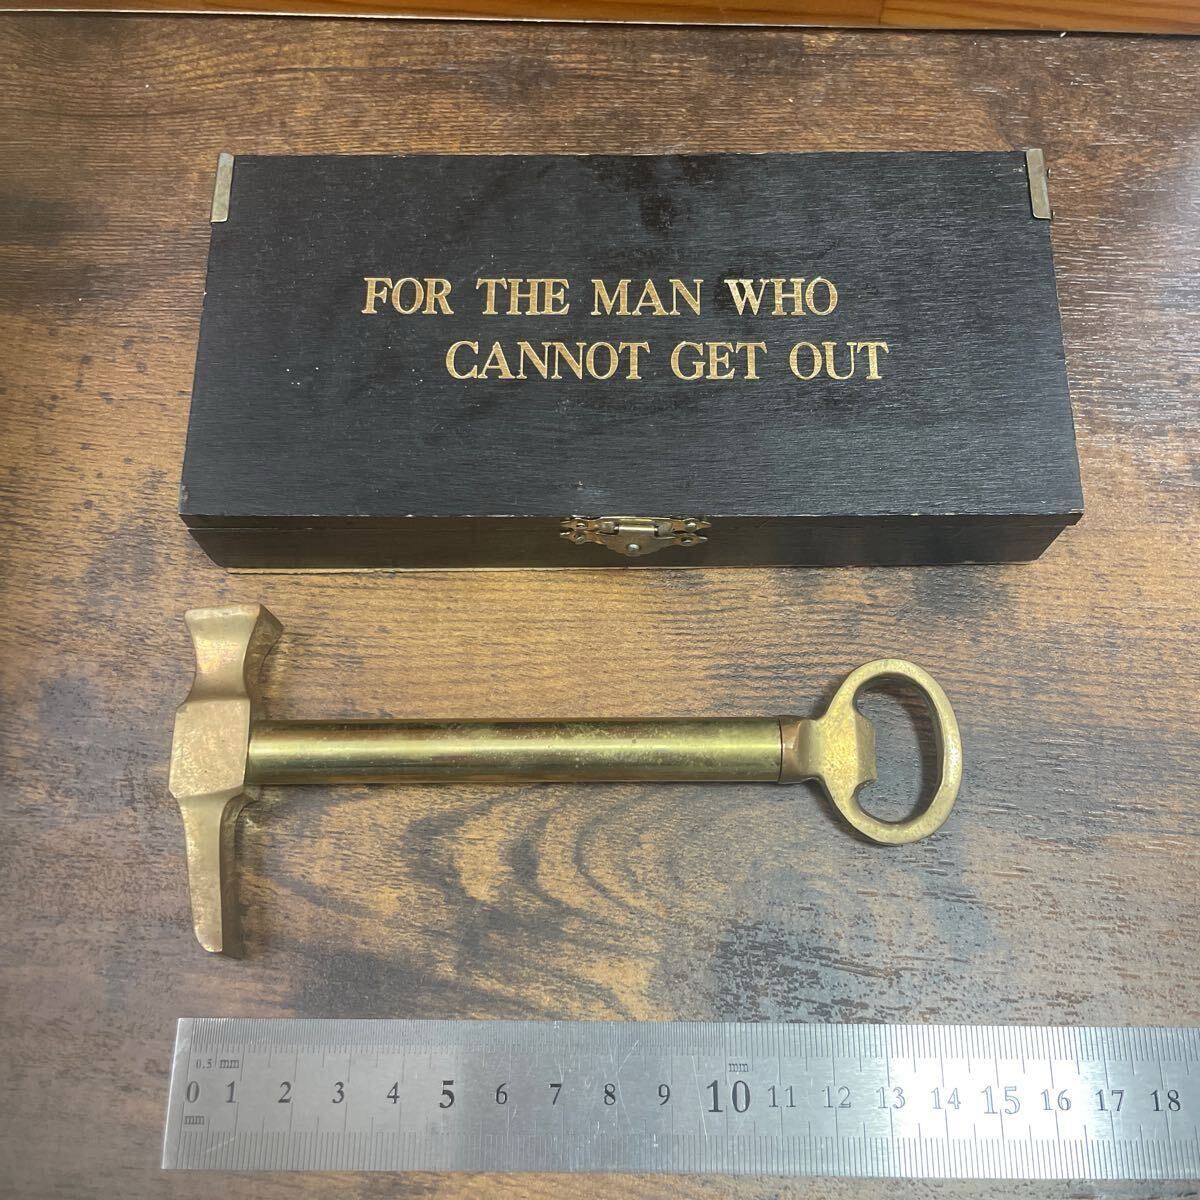 FOR THE MAN WHO
CANNOT GET OUT
0.5 mm
mm
0 1 2 3 4 5 6 7 8 9 10 11 12 13 14 15 16 17 18
mm